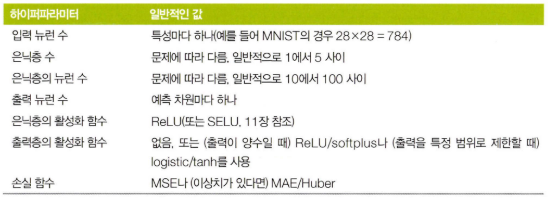 하이퍼파라미터 일반적인 값
입력 뉴런 수 특성마다 하나(예를 들어 MNIST의 경우 28×28 = 784)
은닉층 수 문제에 따라 다름. 일반적으로 1에서 5 사이
은닉층의 뉴런 수 문제에 따라 다름. 일반적으로 10에서 100 사이
출력 뉴런 수 예측 차원마다 하나
은닉층의 활성화 함수 ReLU(또는 SELU, 11장 참조)
출력층의 활성화 함수 없음, 또는 (출력이 양수일 때) ReLU/softplus나 (출력을 특정 범위로 제한할 때)
logistic/tanh를 사용
손실 함수 MSE나 (이상치가 있다면) MAE/Huber